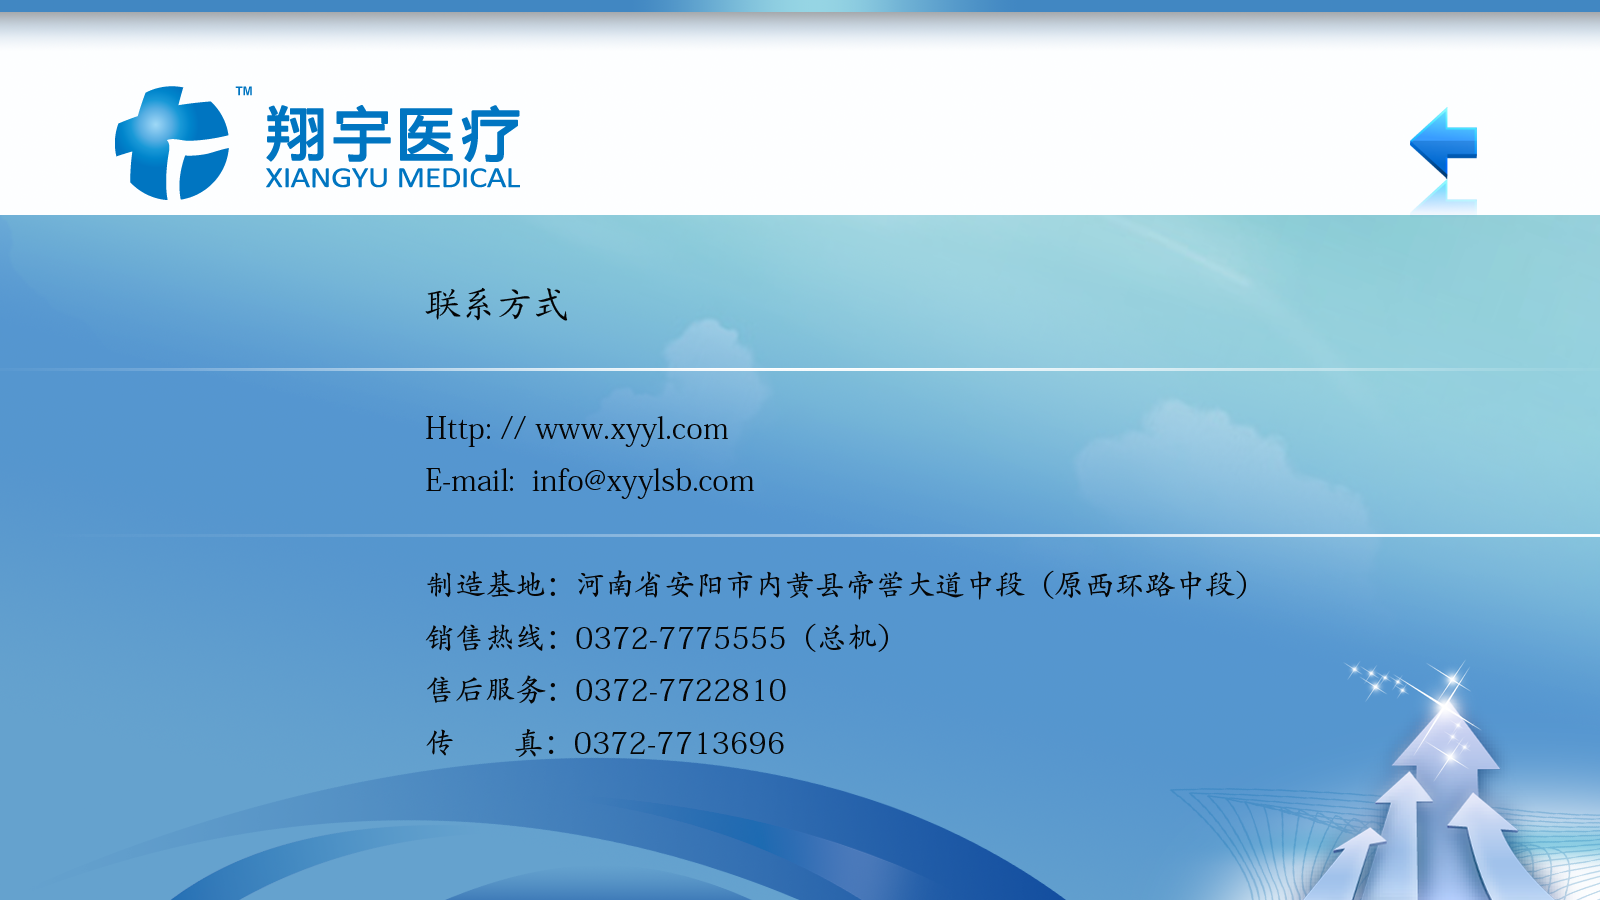 TM
翔宇医疗
XIANGYU MEDICAL
联系方式
Http: // www.xyyl.com
E-mail: info@xyylsb.com
制造基地：河南省安阳市内黄县帝喾大道中段（原西环路中段）
销售热线：0372-7775555（总机）
售后服务：0372-7722810
传　　真：0372-7713696